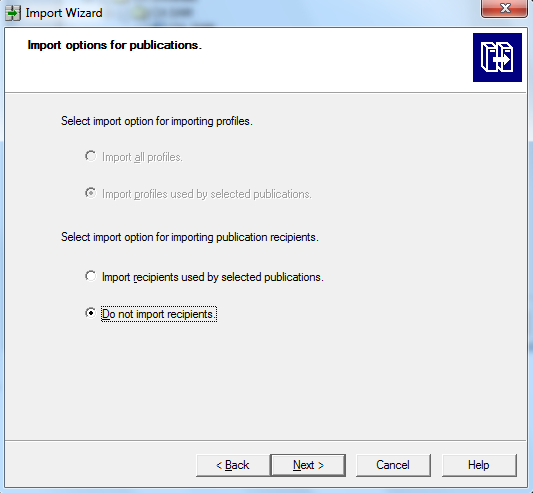 Import Wizard
Import options for publications.
Select import option for importing profiles.
Import all profiles.
Import profiles used by selected publications.
Select import option for importing publication recipients.
Import recipients used by selected publications.
Do not import recipients.
< Back
Next >
Cancel
Help